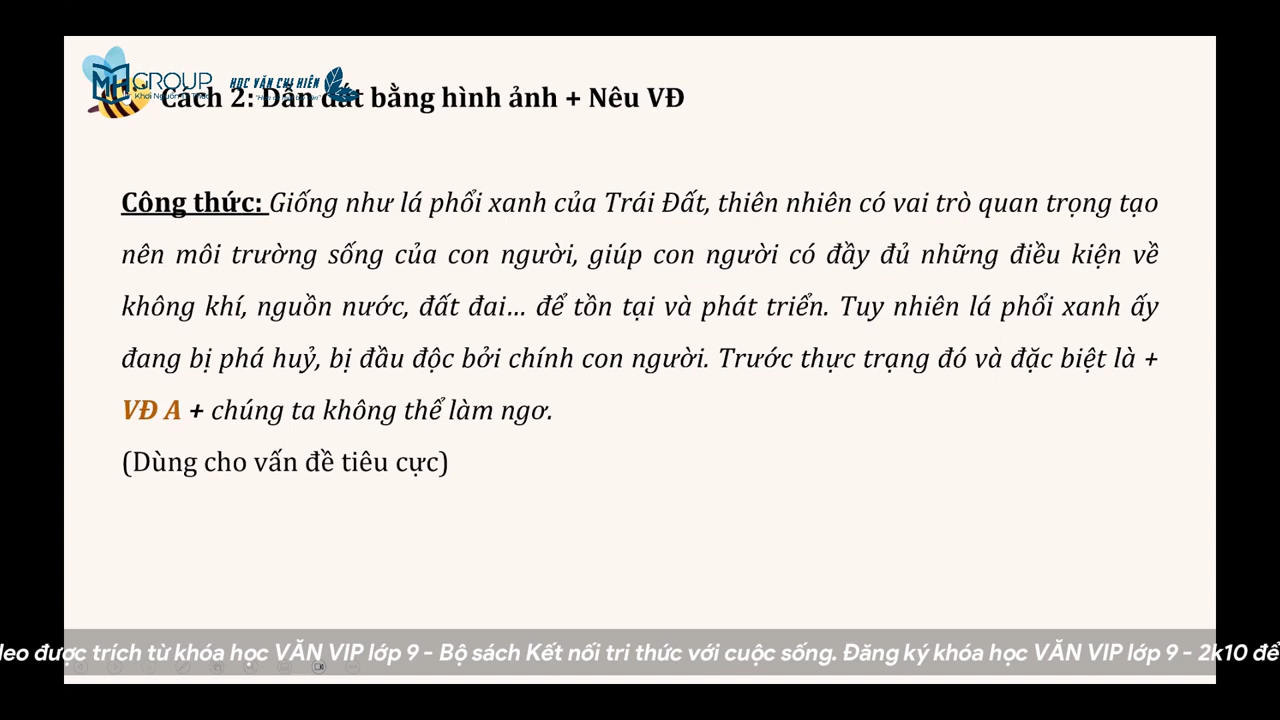 GROUP
HỌC VĂN CHỊ HIÊN
Cách 2: Dẫn dắt bằng hình ảnh + Nêu VĐ
Công thức: Giống như lá phổi xanh của Trái Đất, thiên nhiên có vai trò quan trọng tạo
nên môi trường sống của con người, giúp con người có đầy đủ những điều kiện về
không khí, nguồn nước, đất đai... để tồn tại và phát triển. Tuy nhiên lá phổi xanh ấy
đang bị phá huỷ, bị đầu độc bởi chính con người. Trước thực trạng đó và đặc biệt là +
VĐ A + chúng ta không thể làm ngơ.
(Dùng cho vấn đề tiêu cực)
được trích từ khóa học VĂN VIP lớp 9 - Bộ sách Kết nối tri thức với cuộc sống. Đăng ký khóa học VĂN VIP lớp 9 - 2k10 để